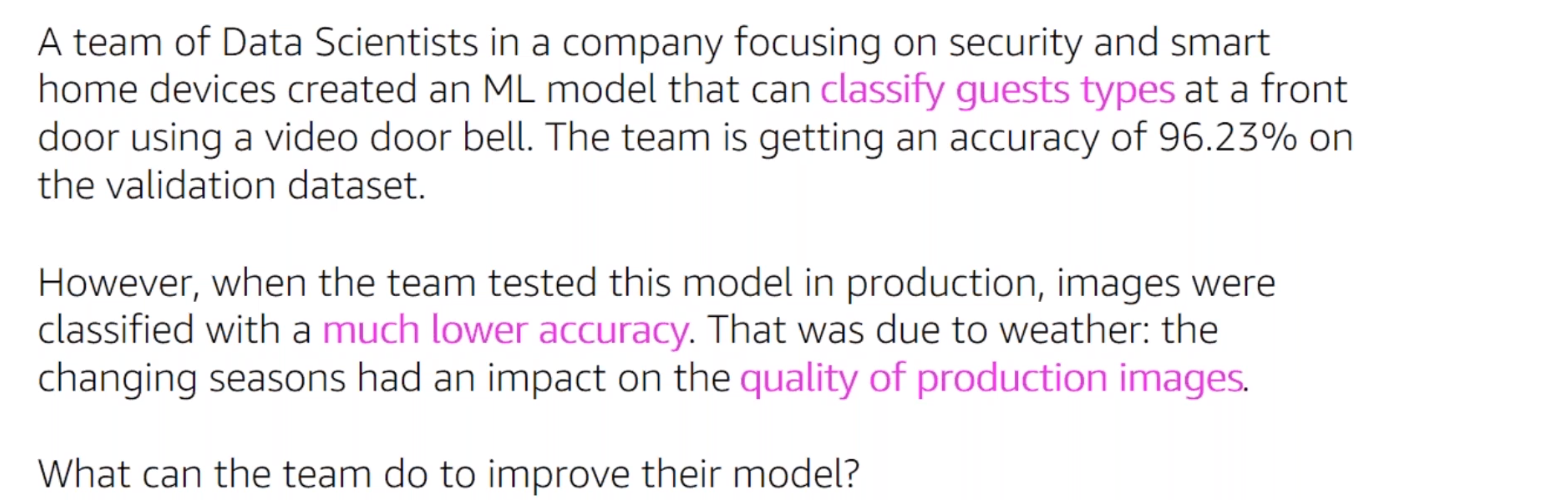 A team of Data Scientists in a company focusing on security and smart
home devices created an ML model that can classify guests types at a front
door using a video door bell. The team is getting an accuracy of 96.23% on
the validation dataset.
However, when the team tested this model in production, images were
classified with a much lower accuracy. That was due to weather: the
changing seasons had an impact on the quality of production images.
What can the team do to improve their model?